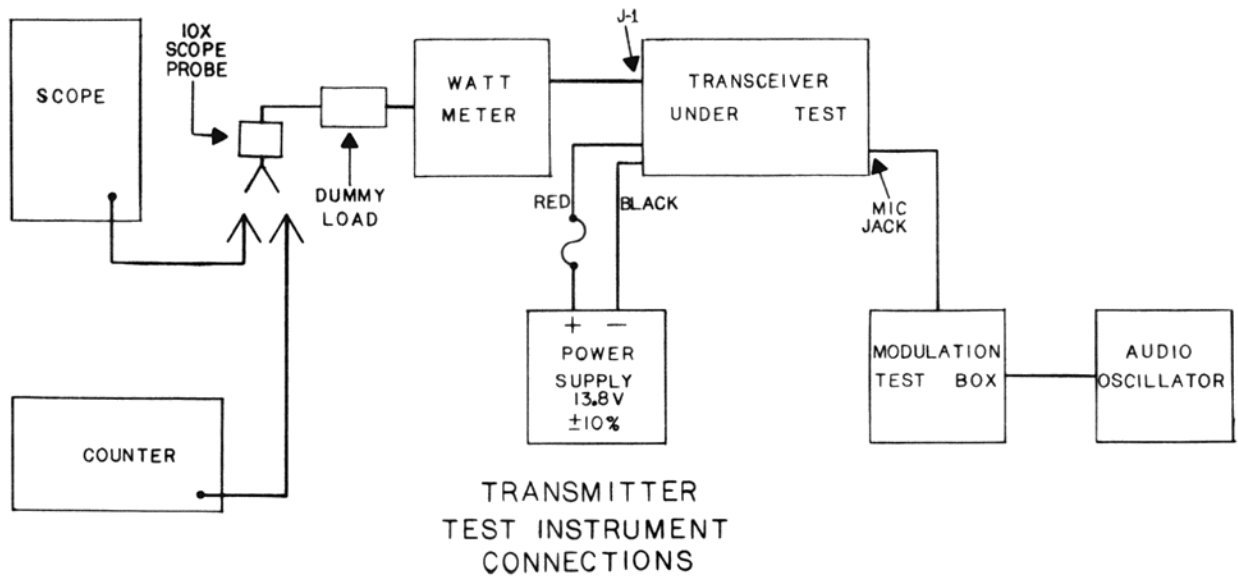 SCOPE
10X
SCOPE
PROBE
DUMMY
LOAD
WATT
METER
J-1
TRANSCEIVER
UNDER TEST
RED
BLACK
MIC
JACK
+ −
POWER
SUPPLY
13.8V
±10%
MODULATION
TEST BOX
AUDIO
OSCILLATOR
COUNTER
TRANSMITTER
TEST INSTRUMENT
CONNECTIONS